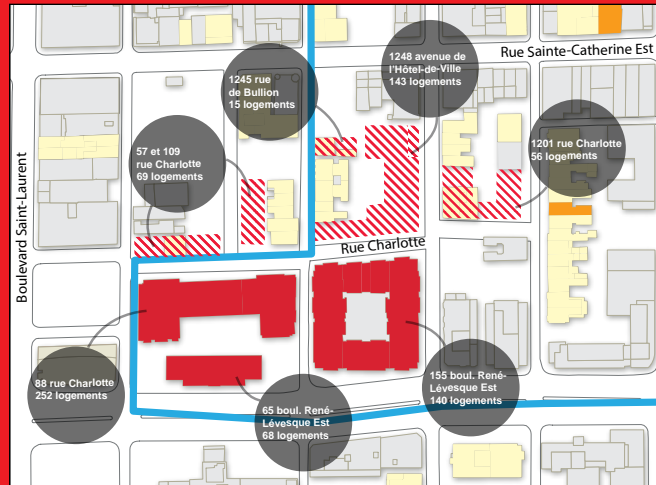 Rue Sainte-Catherine Est
1248 avenue de
l'Hôtel-de-Ville
143 logements
1245 rue
de Bullion
15 logements
57 et 109
rue Charlotte
69 logements
1201 rue Charlotte
56 logements
Boulevard Saint-Laurent
Rue Charlotte
88 rue Charlotte
252 logements
65 boul. René-
Lévesque Est
68 logements
155 boul. René-
Lévesque Est
140 logements